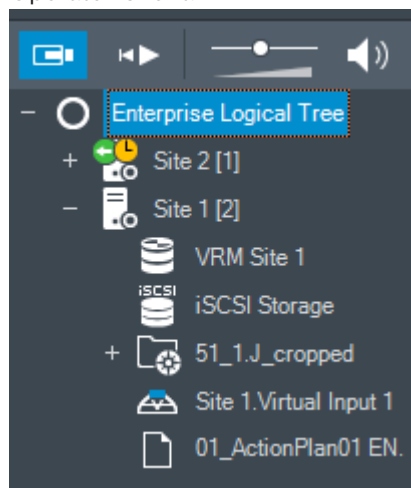 Enterprise Logical Tree
Site 2 [1]
Site 1 [2]
VRM Site 1
iSCSI
iSCSI Storage
51_1.J_cropped
Site 1.Virtual Input 1
01_ActionPlan01 EN.